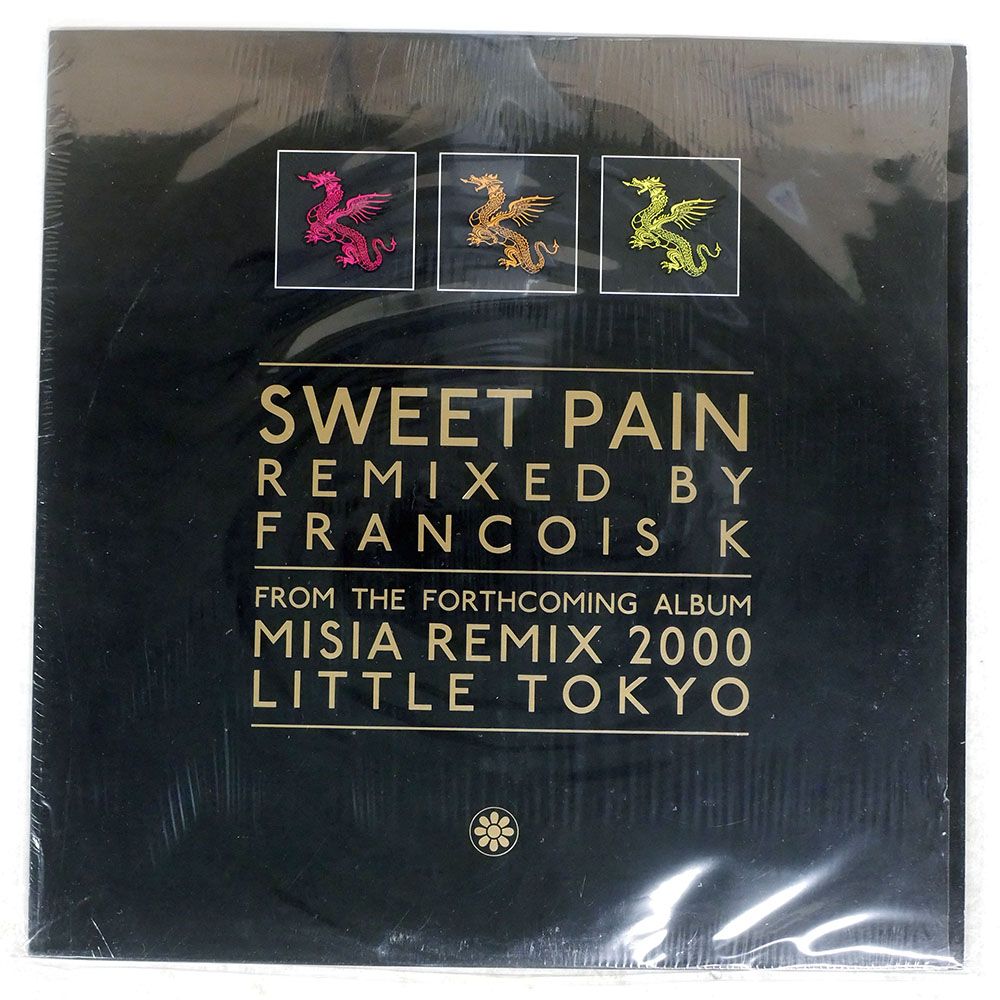 SWEET PAIN
REMIXED BY
FRANCOIS K
FROM THE FORTHCOMING ALBUM
MISIA REMIX 2000
LITTLE TOKYO